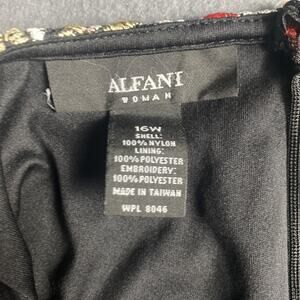 ALFANI
WOMAN
16W
SHELL:
100% NYLON
LINING:
100% POLYESTER
EMBROIDERY:
100% POLYESTER
MADE IN TAIWAN
WPL 8046